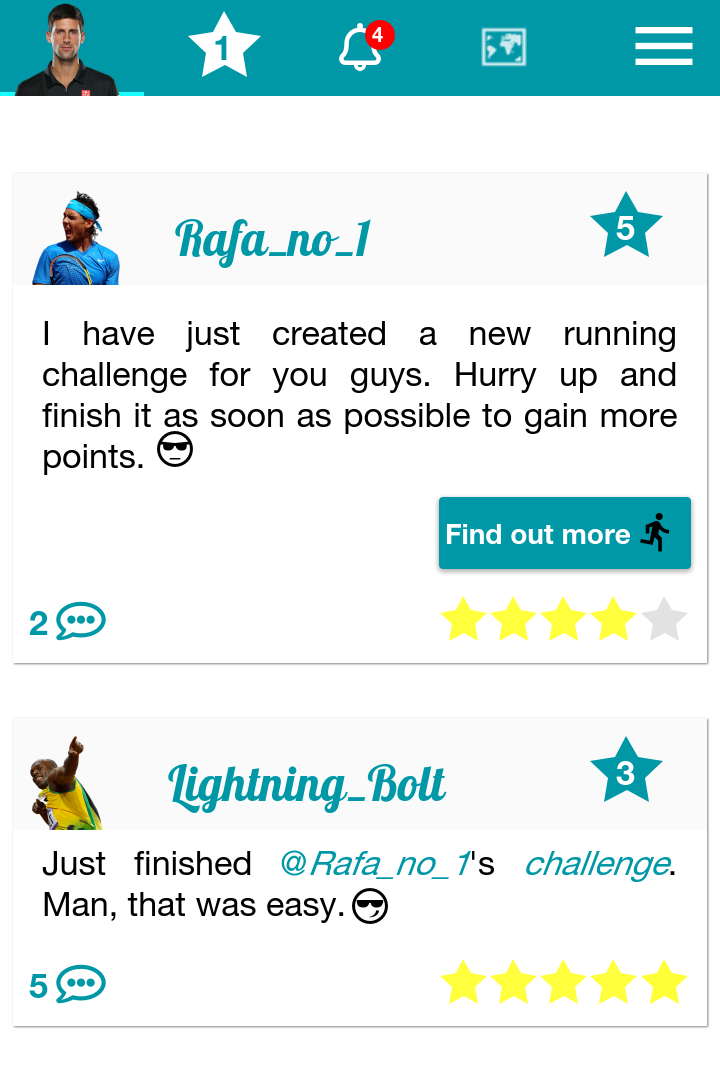 1 4
Rafa_no_1 5
I have just created a new running
challenge for you guys. Hurry up and
finish it as soon as possible to gain more
points.
Find out more
2
Lightning_Bolt 3
Just finished @Rafa_no_1's challenge.
Man, that was easy.
5